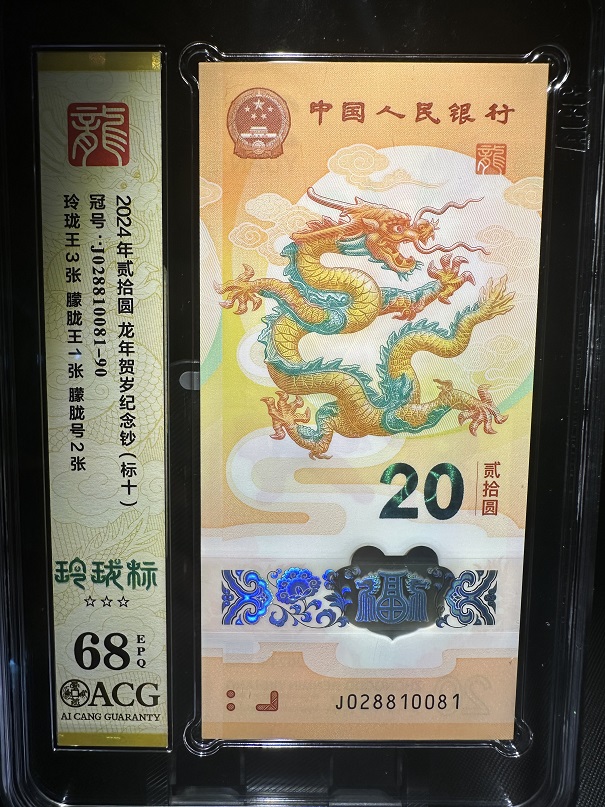 龍
2024年贰拾圆 龙年贺岁纪念钞(标十)
冠号:J028810081-90
玲珑王3张 朦胧王1张 朦胧号2张
玲珑标
☆☆☆
68 EPQ
ACG
AI CANG GUARANTY
中国人民银行
龍
20
贰拾圆
J028810081